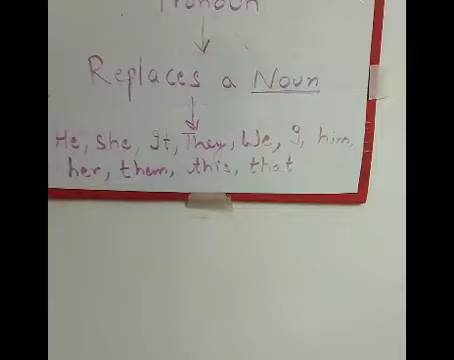 Pronoun
Replaces a Noun
He, She, It, They, We, I, him,
her, them, this, that